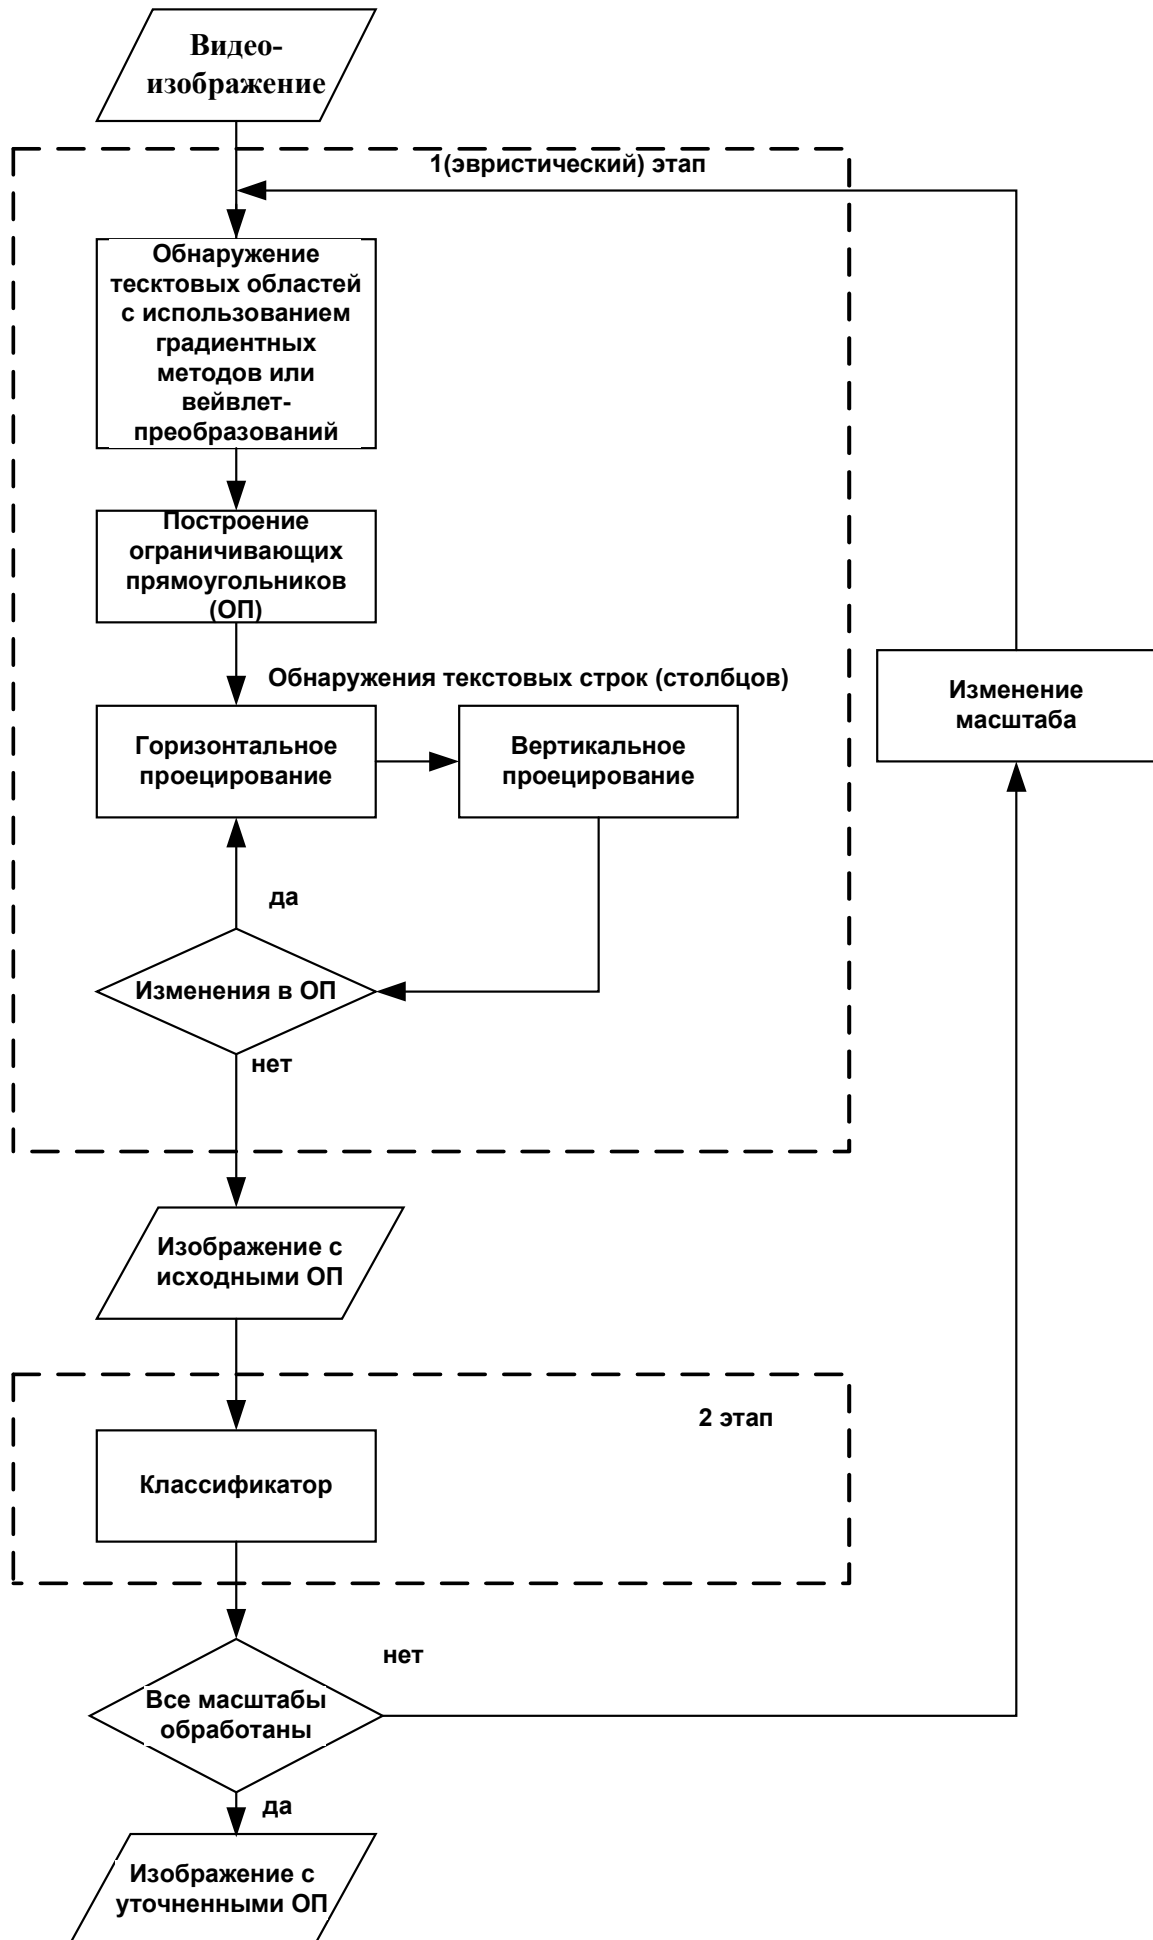 Видео-
изображение
1(эвристический) этап
Обнаружение
тесктовых областей
с использованием
градиентных
методов или
вейвлет-
преобразований
Построение
ограничивающих
прямоугольников
(ОП)
Обнаружения текстовых строк (столбцов)
Горизонтальное
проецирование
Вертикальное
проецирование
Изменение
масштаба
да
Изменения в ОП
нет
Изображение с
исходными ОП
2 этап
Классификатор
нет
Все масштабы
обработаны
да
Изображение с
уточненными ОП